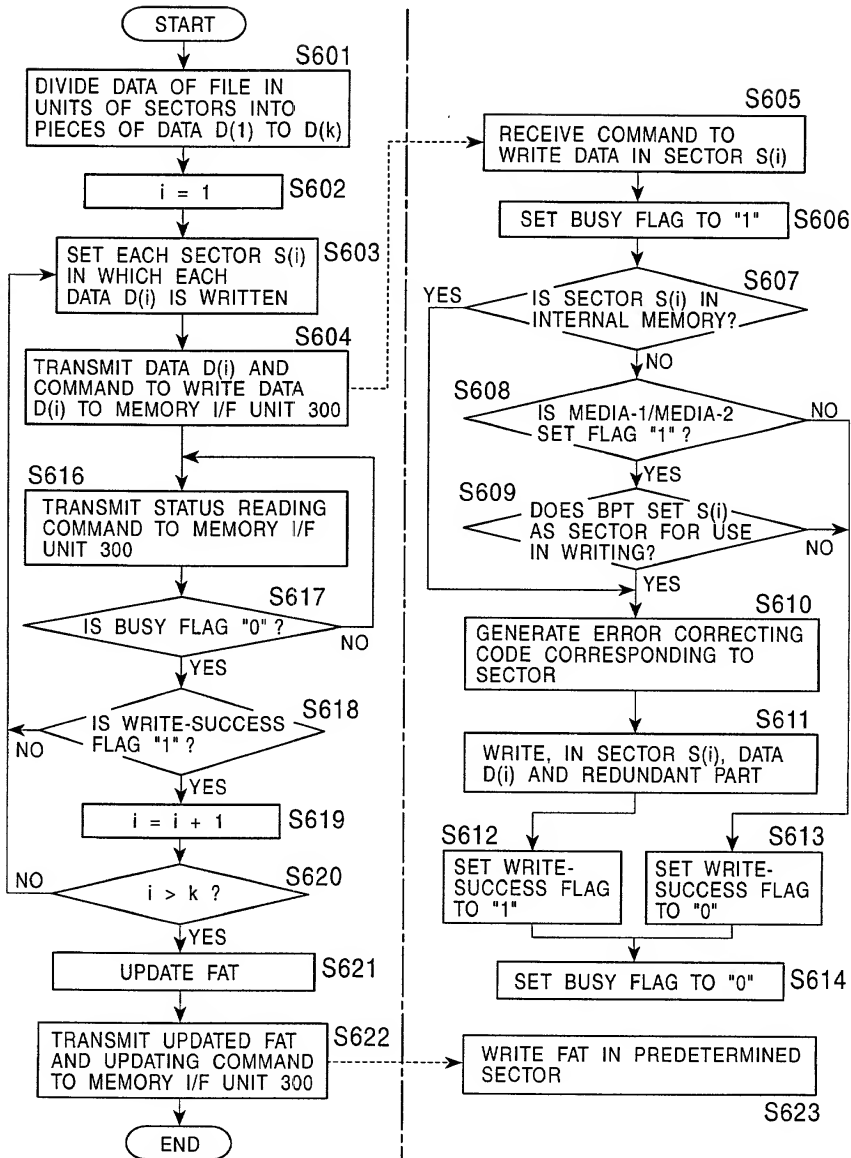 START
S601
DIVIDE DATA OF FILE IN
UNITS OF SECTORS INTO
PIECES OF DATA D(1) TO D(k)
i = 1
S602
SET EACH SECTOR S(i)
IN WHICH EACH
DATA D(i) IS WRITTEN
S603
S604
TRANSMIT DATA D(i) AND
COMMAND TO WRITE DATA
D(i) TO MEMORY I/F UNIT 300
S616
TRANSMIT STATUS READING
COMMAND TO MEMORY I/F
UNIT 300
S617
IS BUSY FLAG "0" ?
NO
YES
S618
IS WRITE-SUCCESS
FLAG "1" ?
NO
YES
i = i + 1
S619
NO
S620
i > k ?
YES
UPDATE FAT
S621
TRANSMIT UPDATED FAT
AND UPDATING COMMAND
TO MEMORY I/F UNIT 300
S622
END
S605
RECEIVE COMMAND TO
WRITE DATA IN SECTOR S(i)
SET BUSY FLAG TO "1"
S606
S607
YES
IS SECTOR S(i) IN
INTERNAL MEMORY?
NO
S608
IS MEDIA-1/MEDIA-2
SET FLAG "1" ?
NO
YES
S609
DOES BPT SET S(i)
AS SECTOR FOR USE
IN WRITING?
NO
YES
S610
GENERATE ERROR CORRECTING
CODE CORRESPONDING TO
SECTOR
S611
WRITE, IN SECTOR S(i), DATA
D(i) AND REDUNDANT PART
S612
SET WRITE-
SUCCESS FLAG
TO "1"
S613
SET WRITE-
SUCCESS FLAG
TO "0"
SET BUSY FLAG TO "0"
S614
WRITE FAT IN PREDETERMINED
SECTOR
S623